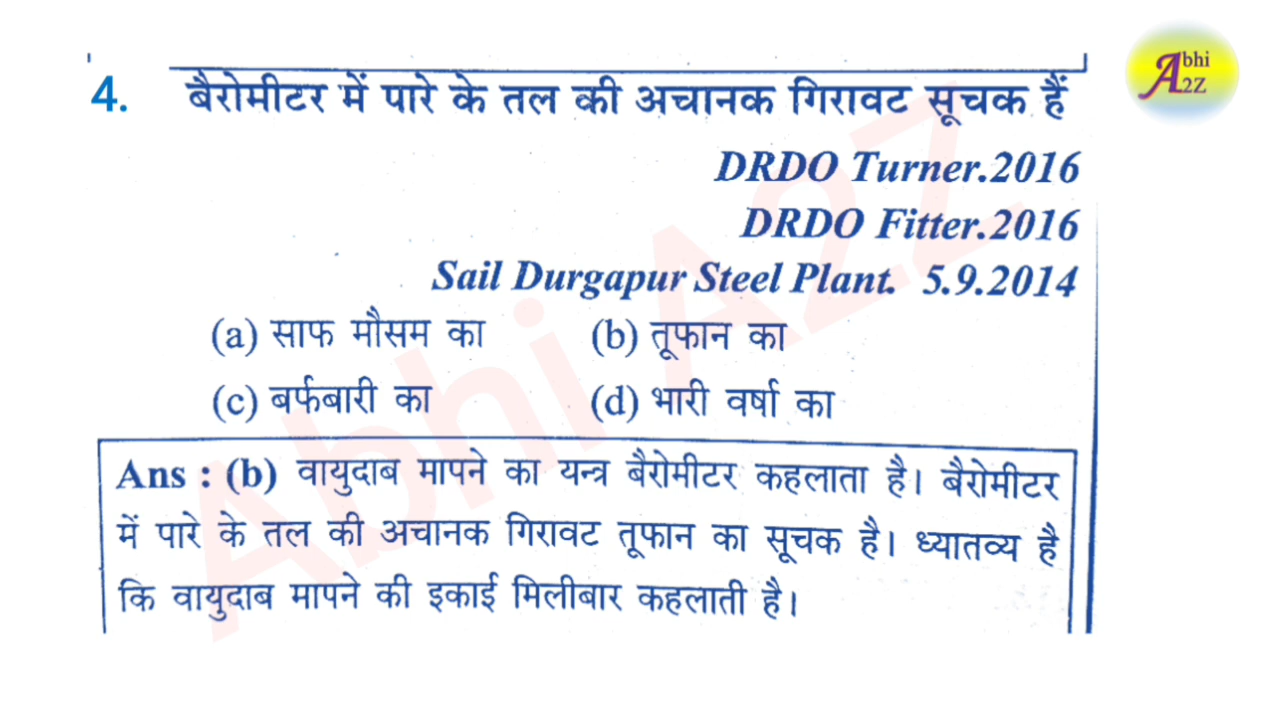 Abhi
A2Z
4. बैरोमीटर में पारे के तल की अचानक गिरावट सूचक हैं
DRDO Turner.2016
DRDO Fitter.2016
Sail Durgapur Steel Plant. 5.9.2014
(a) साफ मौसम का (b) तूफान का
(c) बर्फबारी का (d) भारी वर्षा का
Ans : (b) वायुदाब मापने का यन्त्र बैरोमीटर कहलाता है। बैरोमीटर
में पारे के तल की अचानक गिरावट तूफान का सूचक है। ध्यातव्य है
कि वायुदाब मापने की इकाई मिलीबार कहलाती है।
Abhi A2Z